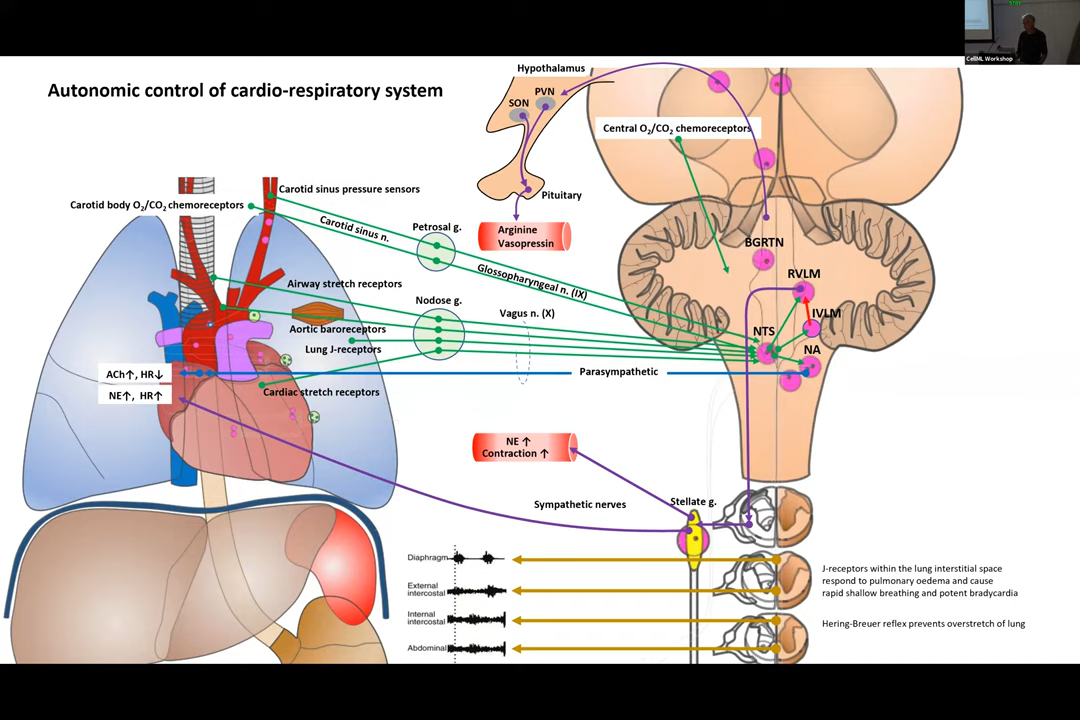 CellML Workshop
Autonomic control of cardio-respiratory system
Hypothalamus
PVN
SON
Pituitary
Arginine
Vasopressin
Central O₂/CO₂ chemoreceptors
Carotid sinus pressure sensors
Carotid body O₂/CO₂ chemoreceptors
Carotid sinus n.
Petrosal g.
Glossopharyngeal n. (IX)
Airway stretch receptors
Nodose g.
Vagus n. (X)
Aortic baroreceptors
Lung J-receptors
Cardiac stretch receptors
BGRTN
RVLM
IVLM
NTS
NA
Parasympathetic
ACh↑, HR↓
NE↑, HR↑
NE ↑
Contraction ↑
Sympathetic nerves
Stellate g.
Diaphragm
External
intercostal
Internal
intercostal
Abdominal
J-receptors within the lung interstitial space
respond to pulmonary oedema and cause
rapid shallow breathing and potent bradycardia
Hering-Breuer reflex prevents overstretch of lung